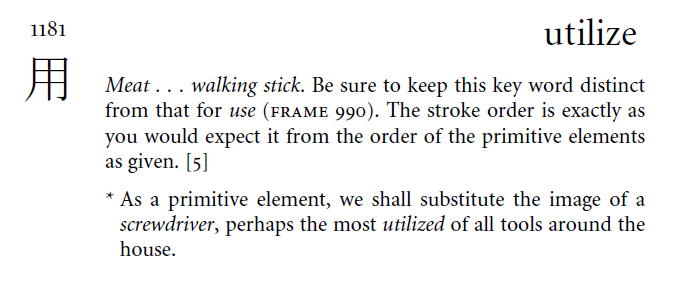 1181
utilize
用
Meat . . . walking stick. Be sure to keep this key word distinct
from that for use (FRAME 990). The stroke order is exactly as
you would expect it from the order of the primitive elements
as given. [5]
* As a primitive element, we shall substitute the image of a
screwdriver, perhaps the most utilized of all tools around the
house.